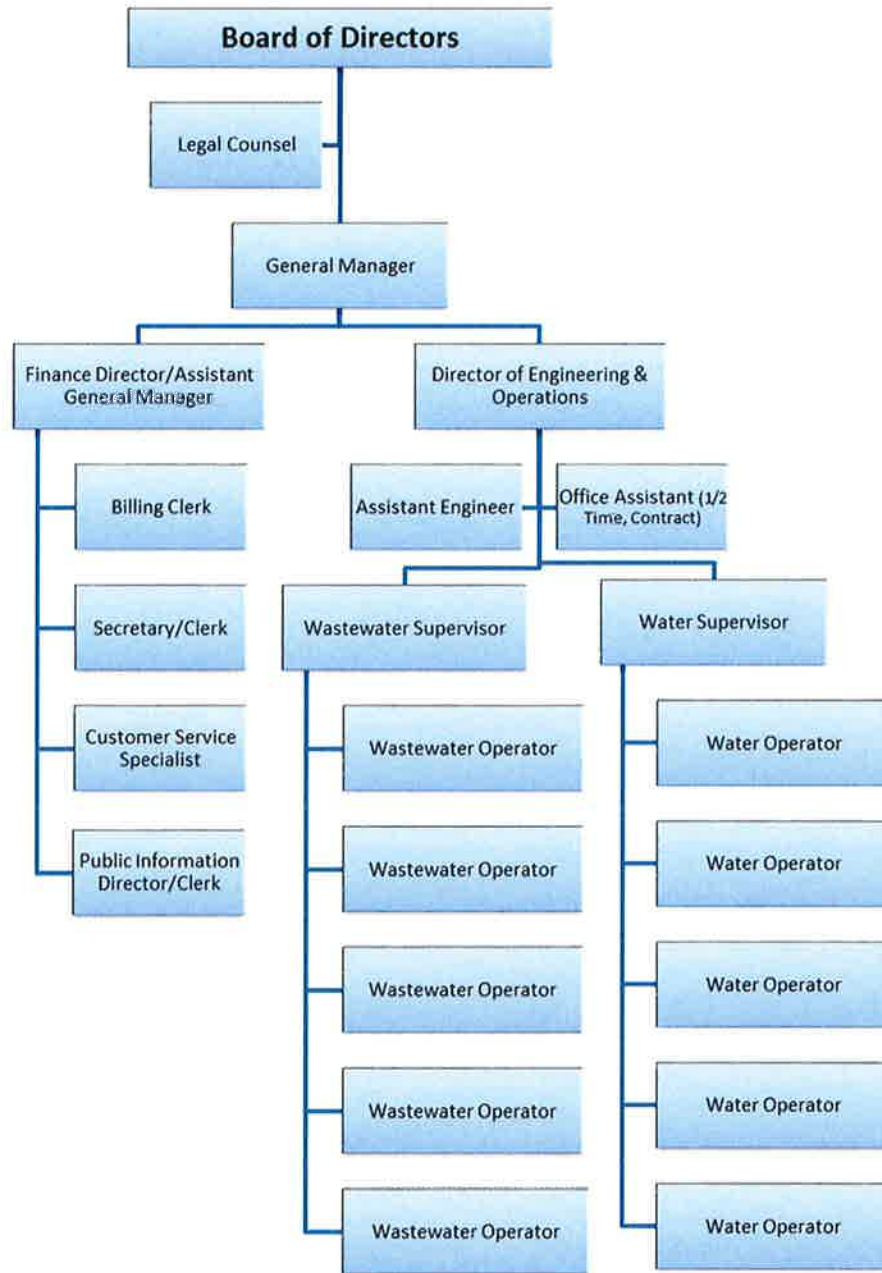 Board of Directors
Legal Counsel
General Manager
Finance Director/Assistant
General Manager
Director of Engineering &
Operations
Billing Clerk
Assistant Engineer
Office Assistant (1/2
Time, Contract)
Secretary/Clerk
Wastewater Supervisor
Water Supervisor
Customer Service
Specialist
Wastewater Operator
Water Operator
Public Information
Director/Clerk
Wastewater Operator
Water Operator
Wastewater Operator
Water Operator
Wastewater Operator
Water Operator
Wastewater Operator
Water Operator